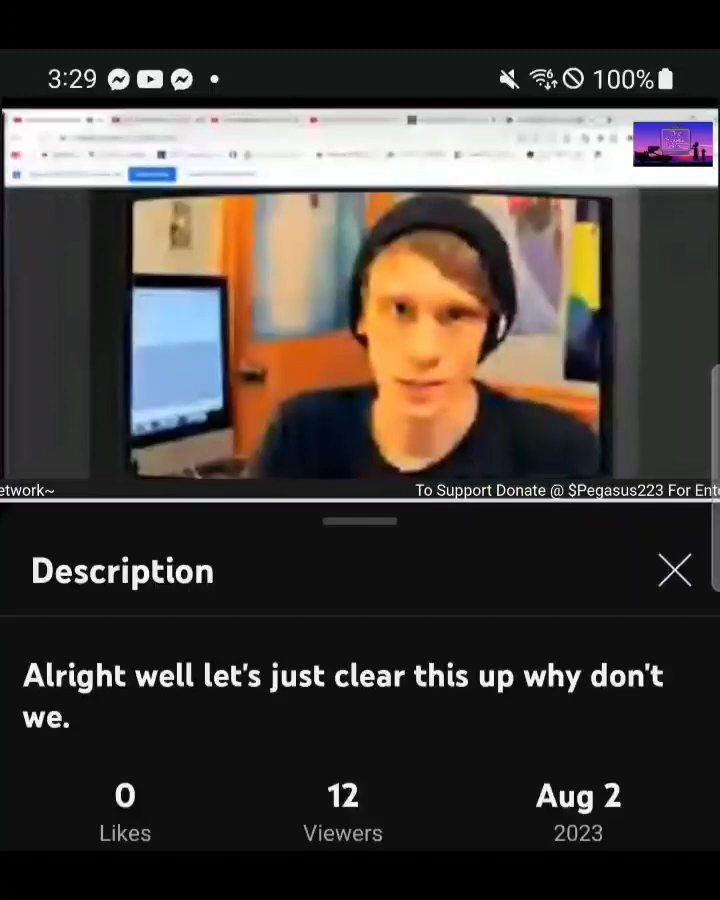 3:29
100%
etwork~ To Support Donate @ $Pegasus223 For Ent
Description
Alright well let's just clear this up why don't
we.
0 12 Aug 2
Likes Viewers 2023